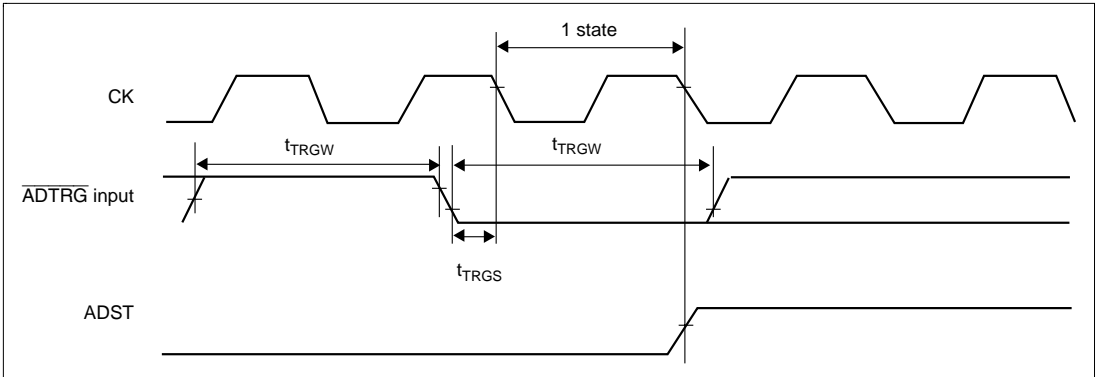 1 state
CK
tTRGW
tTRGW
ADTRG input
tTRGS
ADST